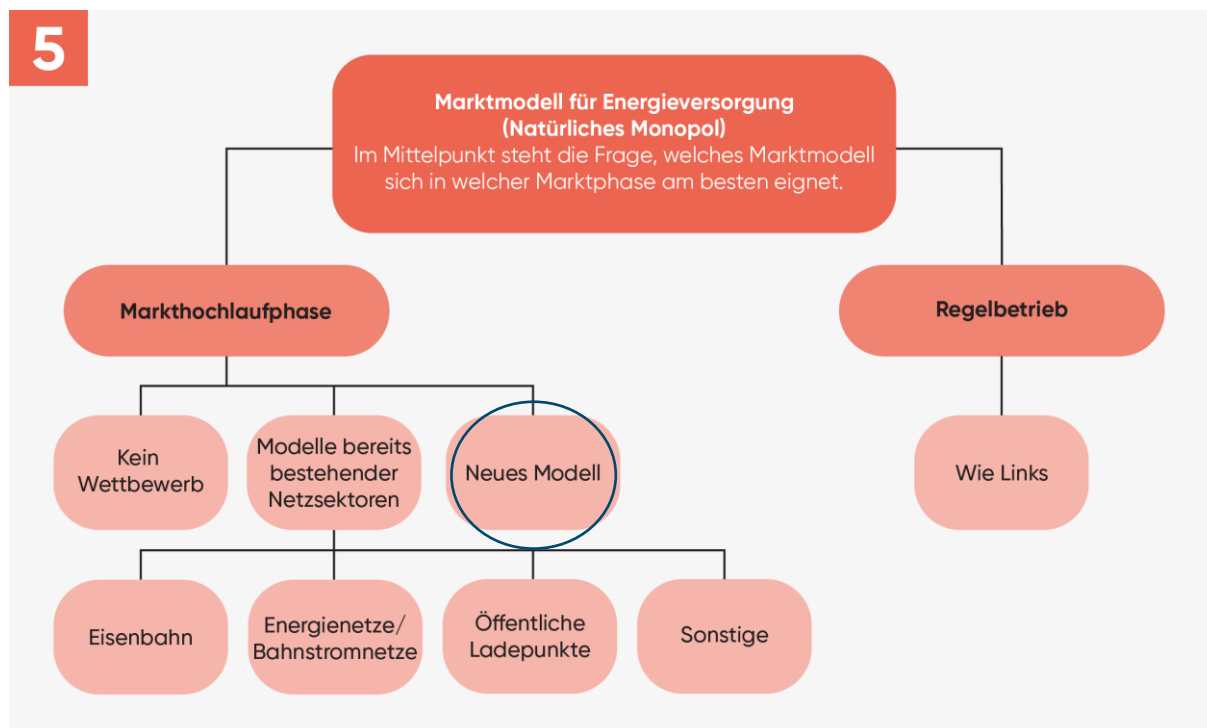 5
Marktmodell für Energieversorgung
(Natürliches Monopol)
Im Mittelpunkt steht die Frage, welches Marktmodell
sich in welcher Marktphase am besten eignet.
Markthochlaufphase
Regelbetrieb
Kein
Wettbewerb
Modelle bereits
bestehender
Netzsektoren
Neues Modell
Wie Links
Eisenbahn
Energienetze/
Bahnstromnetze
Öffentliche
Ladepunkte
Sonstige